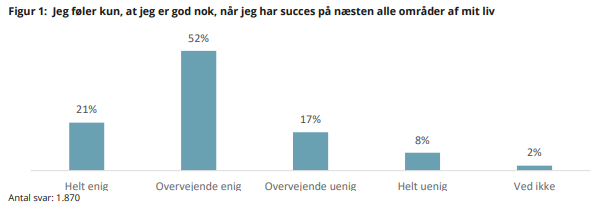 Figur 1: Jeg føler kun, at jeg er god nok, når jeg har succes på næsten alle områder af mit liv
52%
21%
17%
8%
2%
Helt enig Overvejende enig Overvejende uenig Helt uenig Ved ikke
Antal svar: 1.870